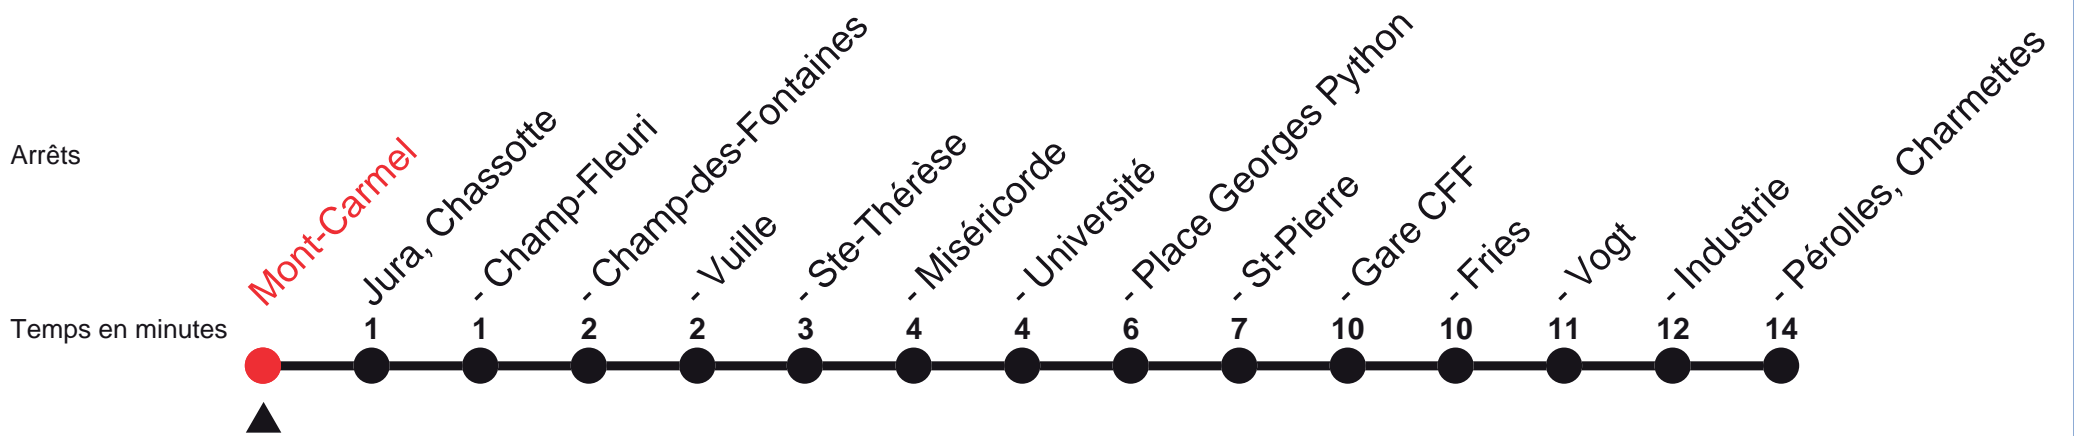 Arrêts
Mont-Carmel
Jura, Chassotte
- Champ-Fleuri
- Champ-des-Fontaines
- Vuille
- Ste-Thérèse
- Miséricorde
- Université
- Place Georges Python
- St-Pierre
- Gare CFF
- Fries
- Vogt
- Industrie
- Pérolles, Charmettes
Temps en minutes 1 1 2 2 3 4 4 6 7 10 10 11 12 14